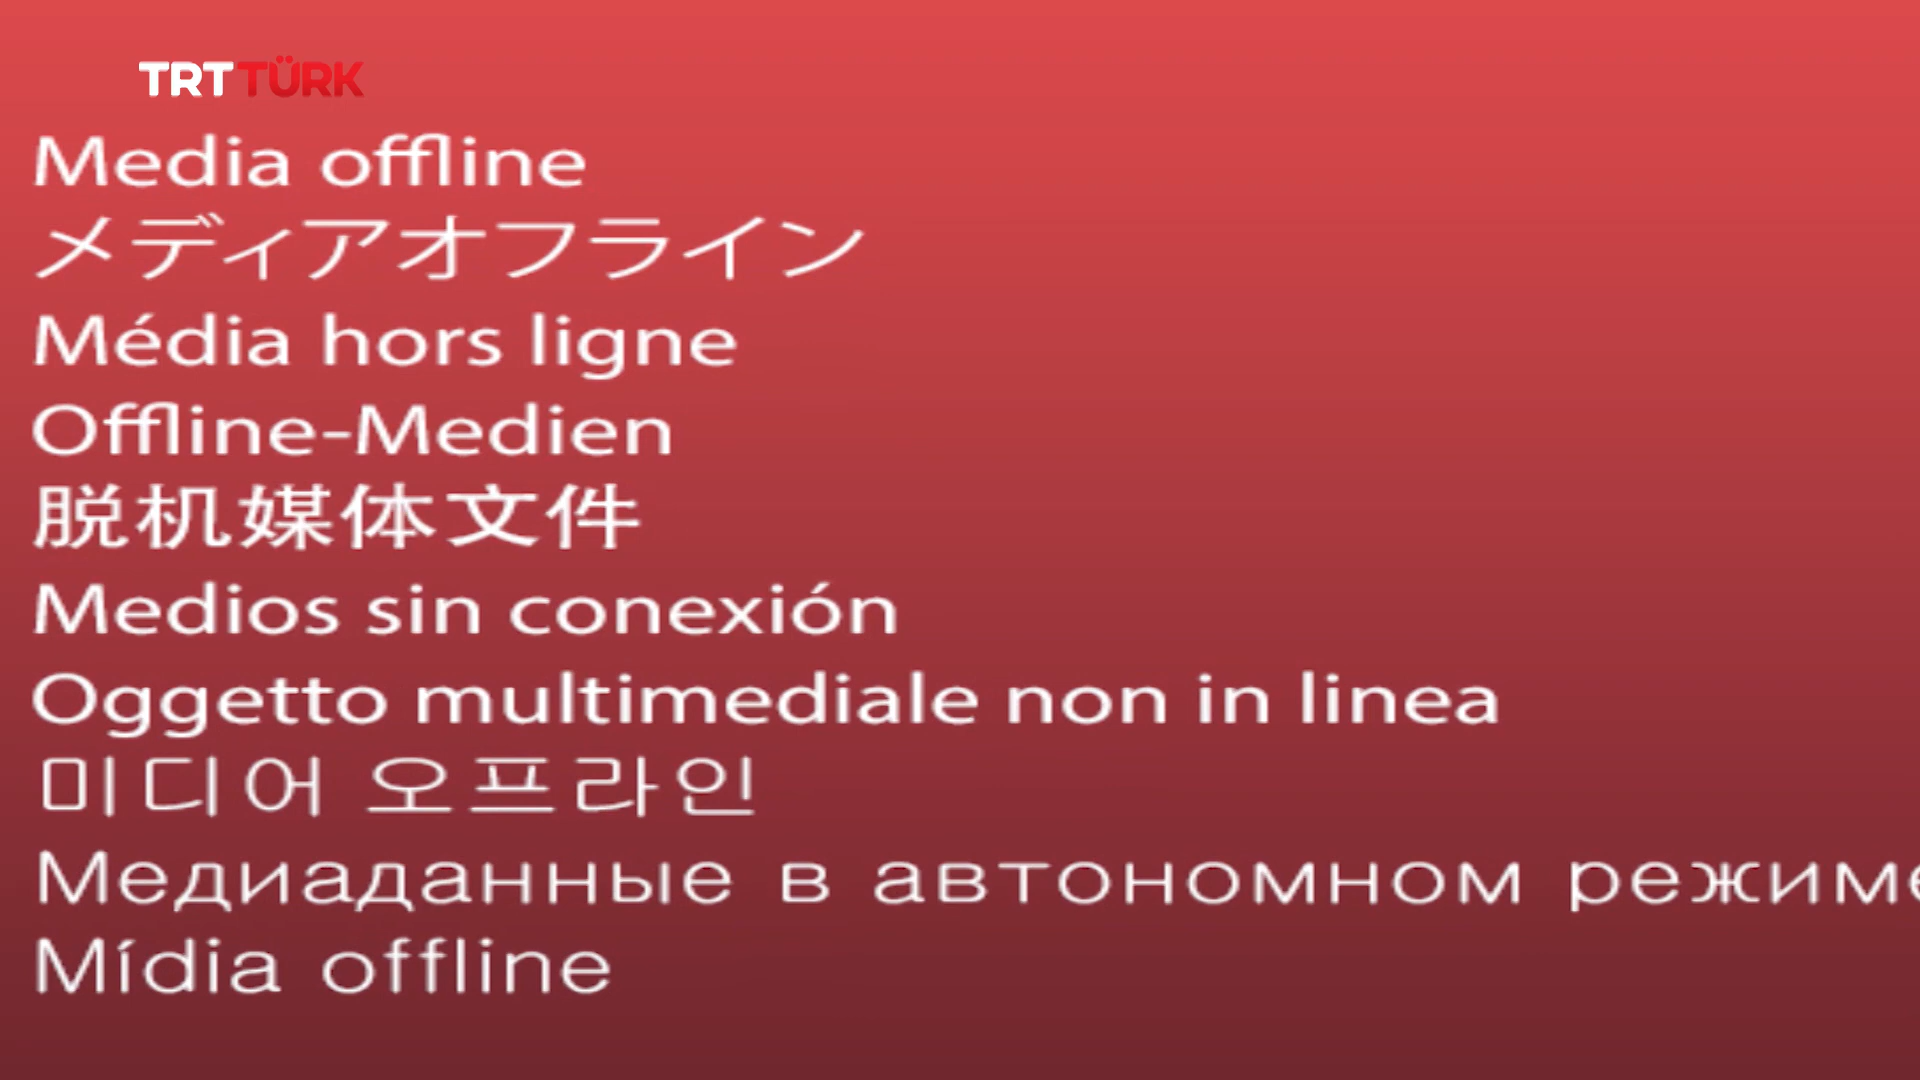 TRT TÜRK
Media offline
メディアオフライン
Média hors ligne
Offline-Medien
脱机媒体文件
Medios sin conexión
Oggetto multimediale non in linea
미디어 오프라인
Медиаданные в автономном режиме
Mídia offline